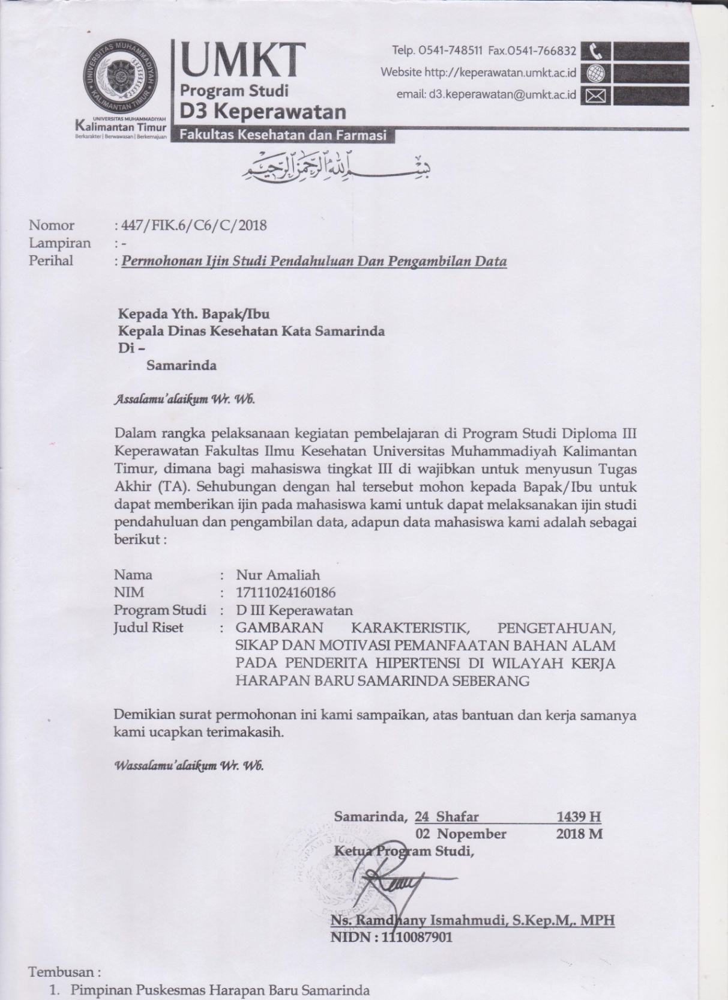 UNIVERSITAS MUHAMMADIYAH
KALIMANTAN TIMUR
UNIVERSITAS MUHAMMADIYAH
Kalimantan Timur
Berkarakter | Berwawasan | Berkemajuan
UMKT
Program Studi
D3 Keperawatan
Fakultas Kesehatan dan Farmasi
Telp. 0541-748511 Fax.0541-766832
Website http://keperawatan.umkt.ac.id
email: d3.keperawatan@umkt.ac.id
بسم الله الرحمن الرحيم
Nomor : 447/FIK.6/C6/C/2018
Lampiran : -
Perihal : Permohonan Ijin Studi Pendahuluan Dan Pengambilan Data
Kepada Yth. Bapak/Ibu
Kepala Dinas Kesehatan Kata Samarinda
Di –
Samarinda
Assalamu'alaikum Wr. Wb.
Dalam rangka pelaksanaan kegiatan pembelajaran di Program Studi Diploma III
Keperawatan Fakultas Ilmu Kesehatan Universitas Muhammadiyah Kalimantan
Timur, dimana bagi mahasiswa tingkat III di wajibkan untuk menyusun Tugas
Akhir (TA). Sehubungan dengan hal tersebut mohon kepada Bapak/Ibu untuk
dapat memberikan ijin pada mahasiswa kami untuk dapat melaksanakan ijin studi
pendahuluan dan pengambilan data, adapun data mahasiswa kami adalah sebagai
berikut :
Nama : Nur Amaliah
NIM : 17111024160186
Program Studi : D III Keperawatan
Judul Riset : GAMBARAN KARAKTERISTIK, PENGETAHUAN,
SIKAP DAN MOTIVASI PEMANFAATAN BAHAN ALAM
PADA PENDERITA HIPERTENSI DI WILAYAH KERJA
HARAPAN BARU SAMARINDA SEBERANG
Demikian surat permohonan ini kami sampaikan, atas bantuan dan kerja samanya
kami ucapkan terimakasih.
Wassalamu'alaikum Wr. Wb.
Samarinda, 24 Shafar 1439 H
02 Nopember 2018 M
Ketua Program Studi,
PROGRAM STUDI
D3 KEPERAWATAN
Ns. Ramdhany Ismahmudi, S.Kep.M,. MPH
NIDN : 1110087901
Tembusan :
1. Pimpinan Puskesmas Harapan Baru Samarinda